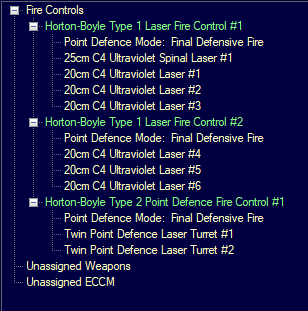 Fire Controls
Horton-Boyle Type 1 Laser Fire Control #1
Point Defence Mode: Final Defensive Fire
25cm C4 Ultraviolet Spinal Laser #1
20cm C4 Ultraviolet Laser #1
20cm C4 Ultraviolet Laser #2
20cm C4 Ultraviolet Laser #3
Horton-Boyle Type 1 Laser Fire Control #2
Point Defence Mode: Final Defensive Fire
20cm C4 Ultraviolet Laser #4
20cm C4 Ultraviolet Laser #5
20cm C4 Ultraviolet Laser #6
Horton-Boyle Type 2 Point Defence Fire Control #1
Point Defence Mode: Final Defensive Fire
Twin Point Defence Laser Turret #1
Twin Point Defence Laser Turret #2
Unassigned Weapons
Unassigned ECCM